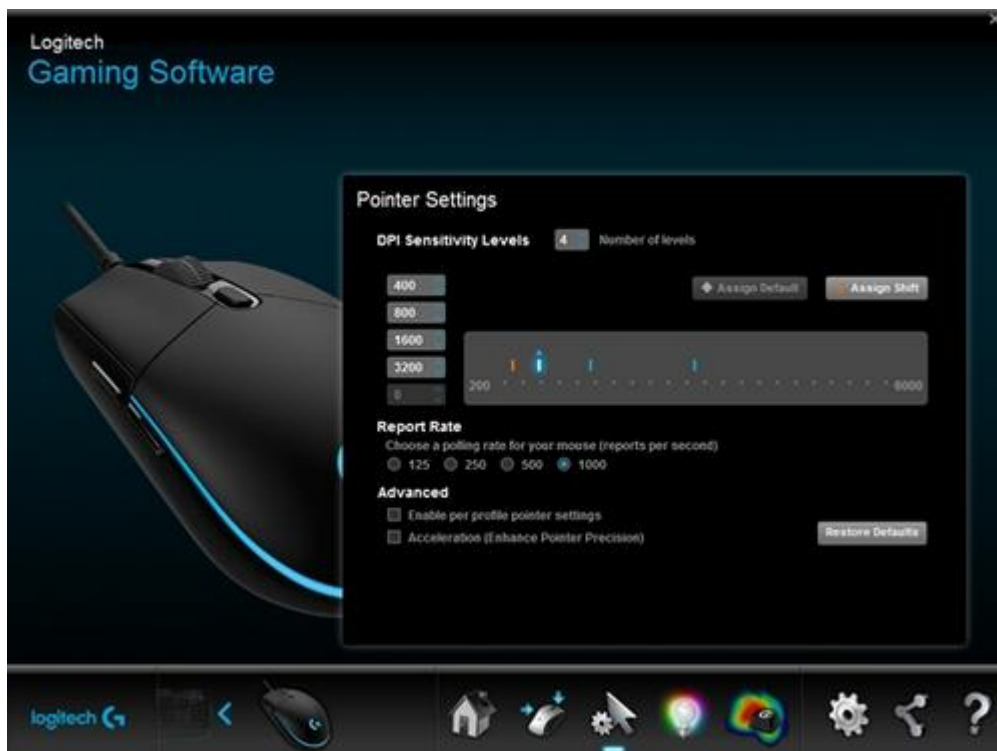 Logitech
Gaming Software
Pointer Settings
DPI Sensitivity Levels 4 Number of levels
400
Assign Default Assign Shift
800
1600
3200
200 8000
0
Report Rate
Choose a polling rate for your mouse (reports per second)
125 250 500 1000
Advanced
Enable per profile pointer settings
Acceleration (Enhance Pointer Precision)
Restore Defaults
logitech G
?